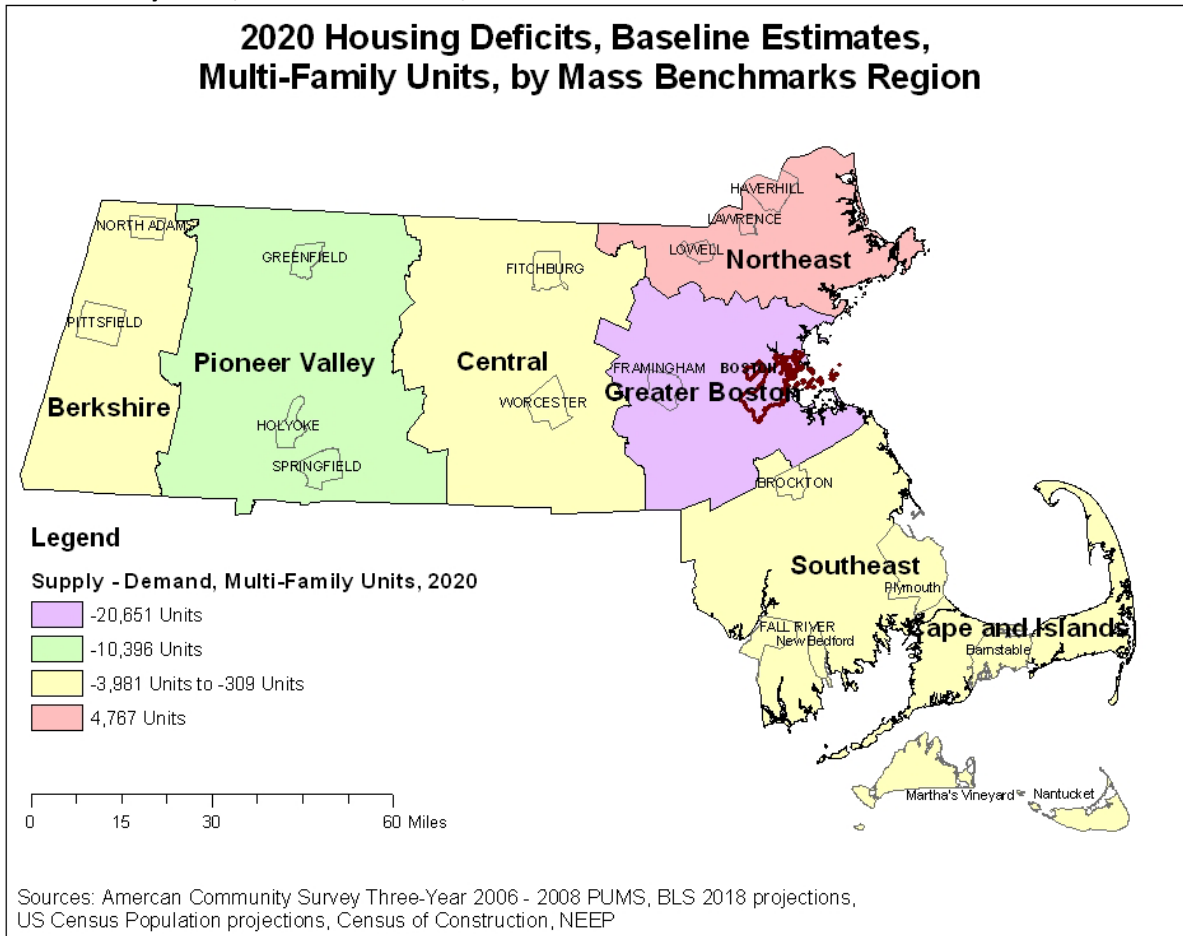 2020 Housing Deficits, Baseline Estimates,
Multi-Family Units, by Mass Benchmarks Region
HAVERHILL
LAWRENCE
LOWELL
Northeast
NORTH ADAMS
GREENFIELD
FITCHBURG
PITTSFIELD
Pioneer Valley
Central
FRAMINGHAM
BOSTON
Greater Boston
Berkshire
WORCESTER
HOLYOKE
SPRINGFIELD
BROCKTON
Southeast
Plymouth
FALL RIVER
New Bedford
Cape and Islands
Barnstable
Martha's Vineyard
Nantucket
Legend
Supply - Demand, Multi-Family Units, 2020
-20,651 Units
-10,396 Units
-3,981 Units to -309 Units
4,767 Units
0 15 30 60 Miles
Sources: Amercan Community Survey Three-Year 2006 - 2008 PUMS, BLS 2018 projections,
US Census Population projections, Census of Construction, NEEP